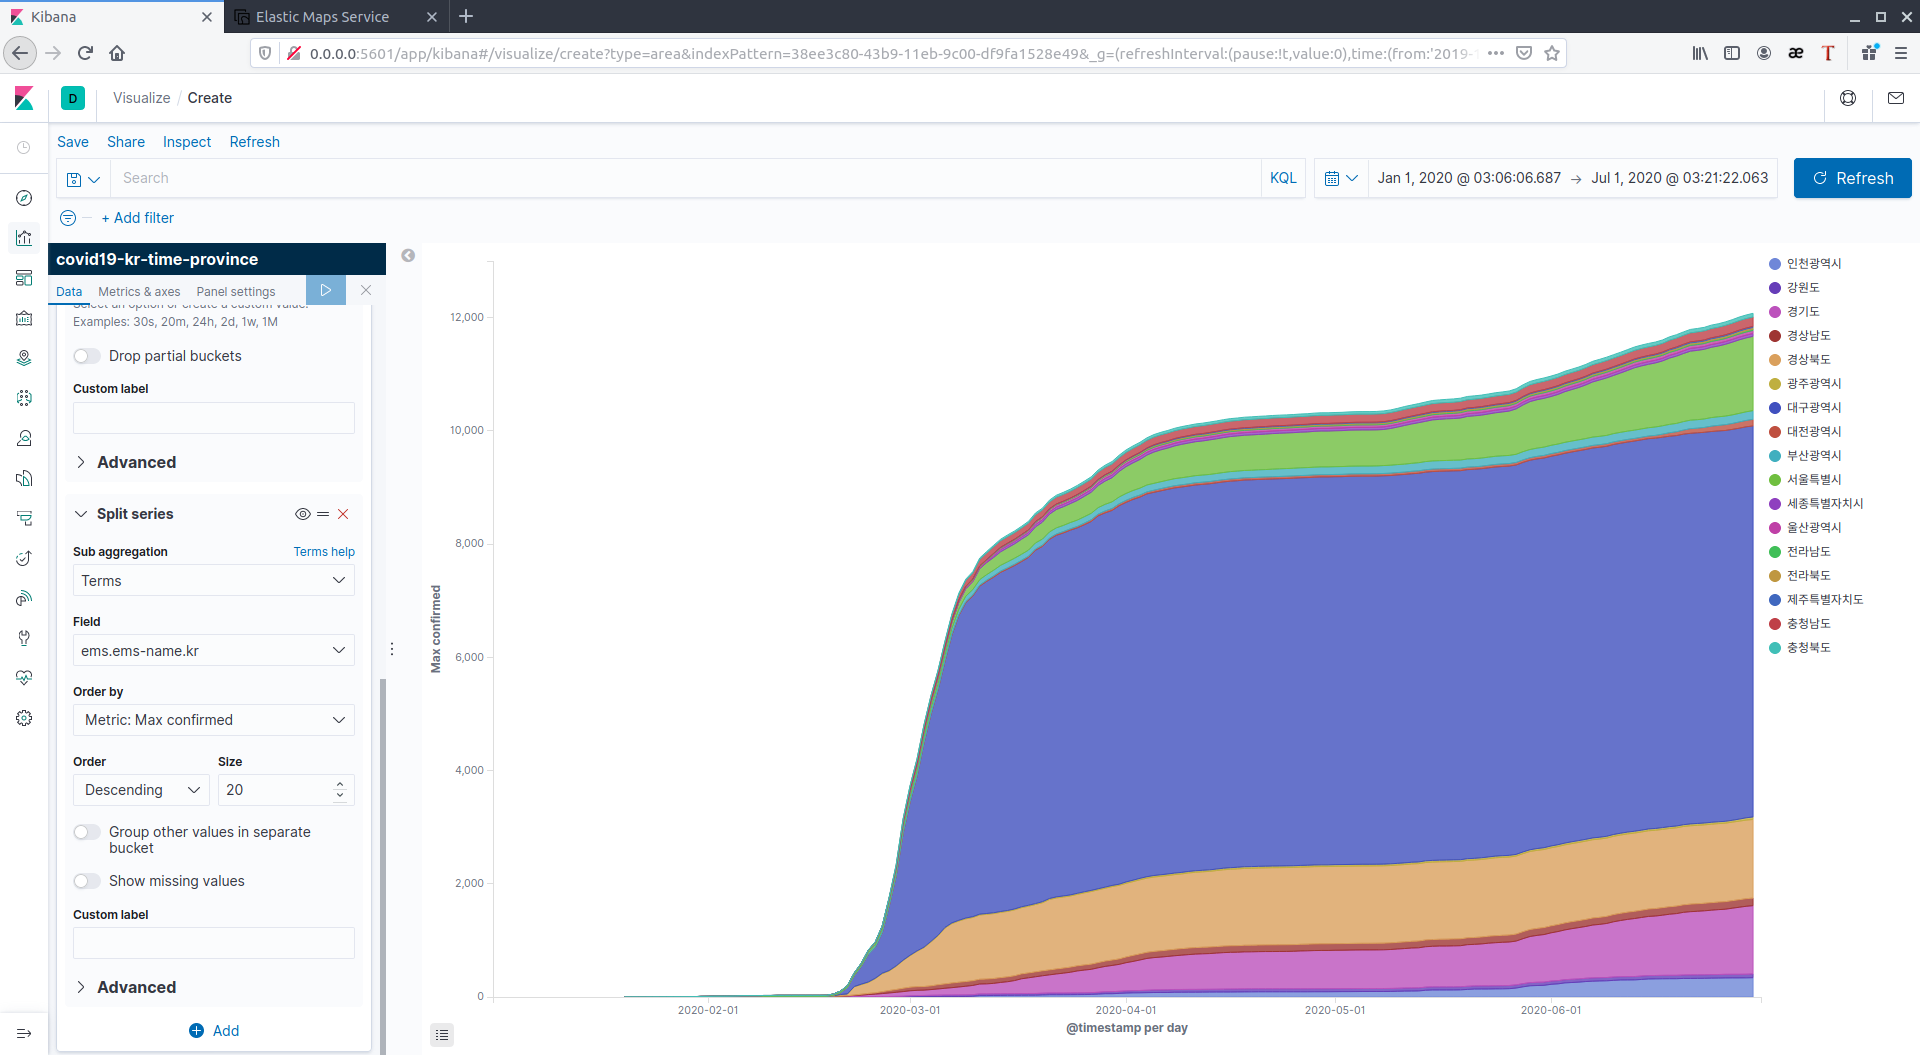 Kibana
Elastic Maps Service
0.0.0.0:5601/app/kibana#/visualize/create?type=area&indexPattern=38ee3c80-43b9-11eb-9c00-df9fa1528e49&_g=(refreshInterval:(pause:!t,value:0),time:(from:'2019-
D
Visualize / Create
Save Share Inspect Refresh
Search
KQL
Jan 1, 2020 @ 03:06:06.687 → Jul 1, 2020 @ 03:21:22.063
Refresh
+ Add filter
covid19-kr-time-province
Data Metrics & axes Panel settings
Select an option or create a custom value.
Examples: 30s, 20m, 24h, 2d, 1w, 1M
Drop partial buckets
Custom label
Advanced
Split series
Sub aggregation
Terms help
Terms
Field
ems.ems-name.kr
Order by
Metric: Max confirmed
Order
Size
Descending
20
Group other values in separate
bucket
Show missing values
Custom label
Advanced
Add
Max confirmed
12,000
10,000
8,000
6,000
4,000
2,000
0
2020-02-01
2020-03-01
2020-04-01
2020-05-01
2020-06-01
@timestamp per day
인천광역시
강원도
경기도
경상남도
경상북도
광주광역시
대구광역시
대전광역시
부산광역시
서울특별시
세종특별자치시
울산광역시
전라남도
전라북도
제주특별자치도
충청남도
충청북도